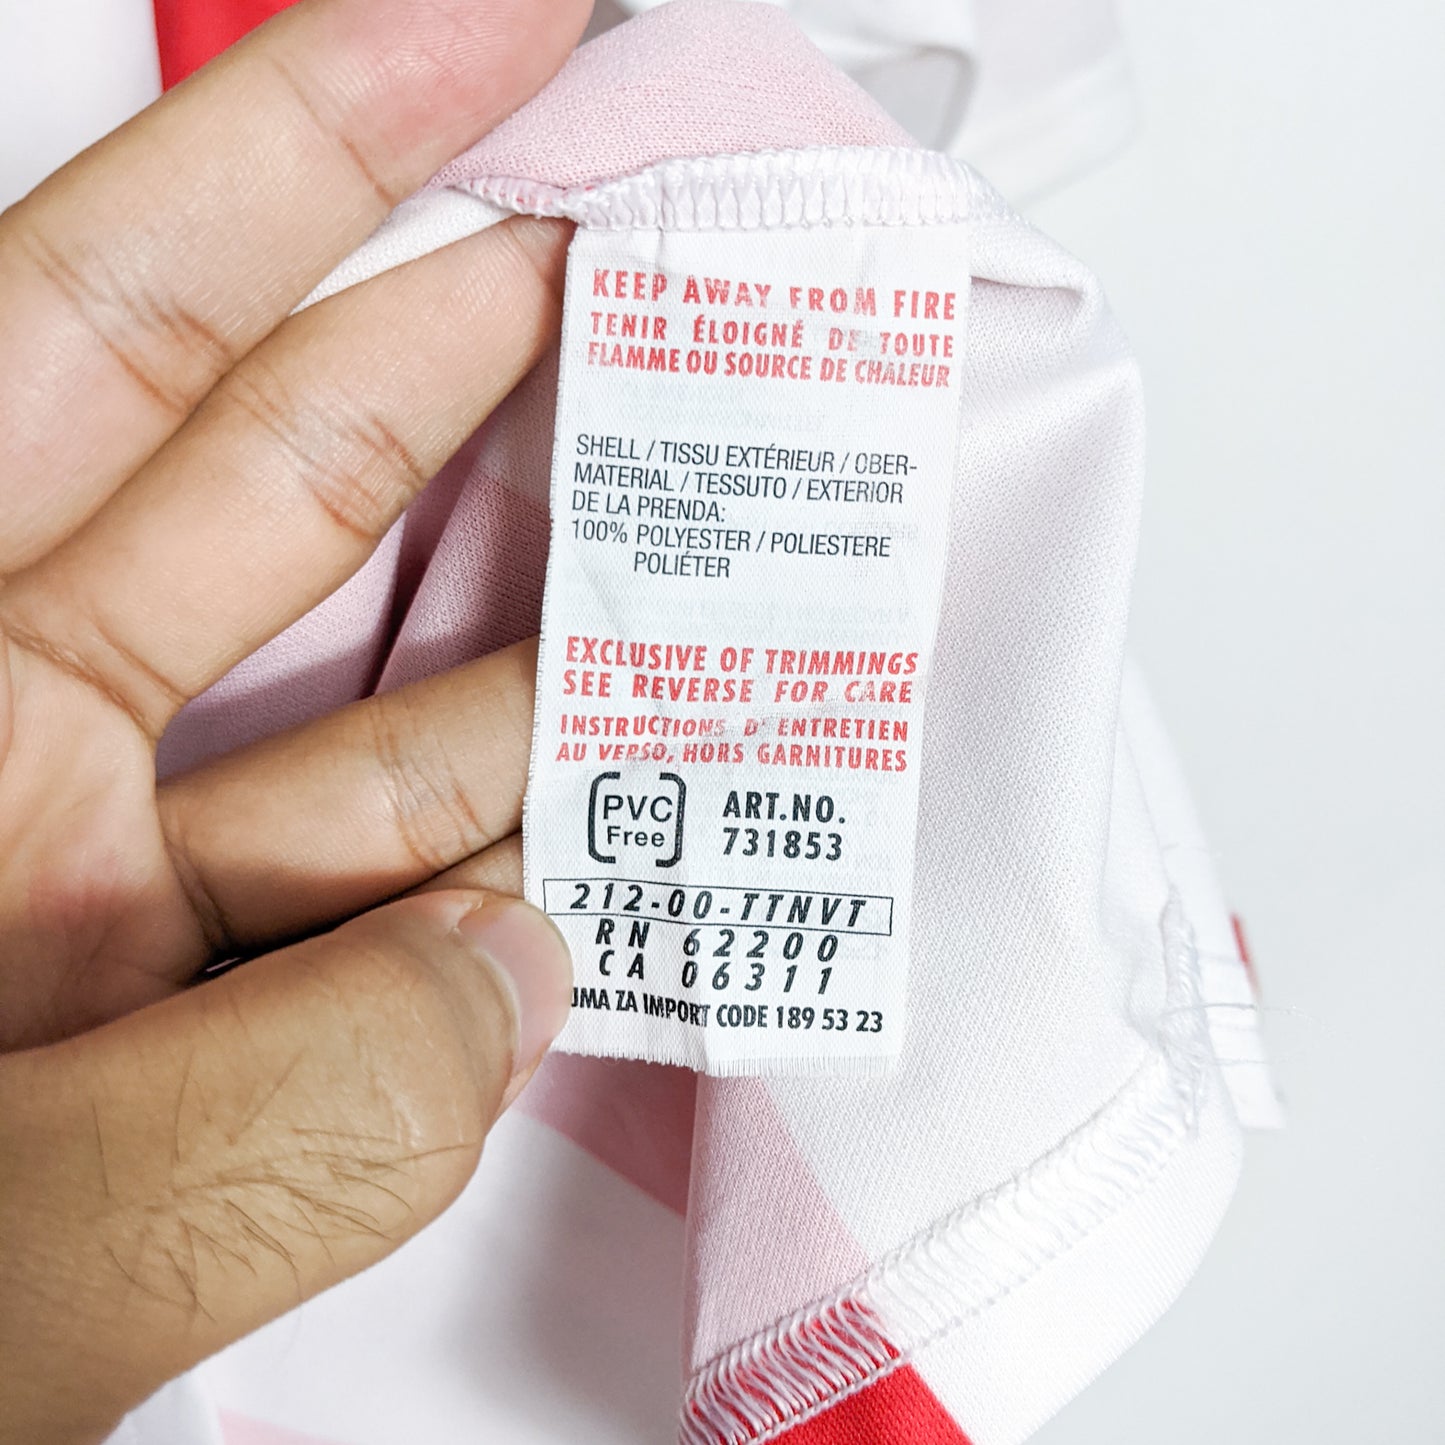 KEEP AWAY FROM FIRE
TENIR ÉLOIGNÉ DE TOUTE
FLAMME OU SOURCE DE CHALEUR
SHELL / TISSU EXTÉRIEUR / OBER-
MATERIAL / TESSUTO / EXTERIOR
DE LA PRENDA:
100% POLYESTER / POLIESTERE
POLIÉTER
EXCLUSIVE OF TRIMMINGS
SEE REVERSE FOR CARE
INSTRUCTIONS D' ENTRETIEN
AU VERSO, HORS GARNITURES
PVC
Free
ART.NO.
731853
212-00-TTNVT
RN 62200
CA 06311
ZA IMPORT CODE 189 53 23